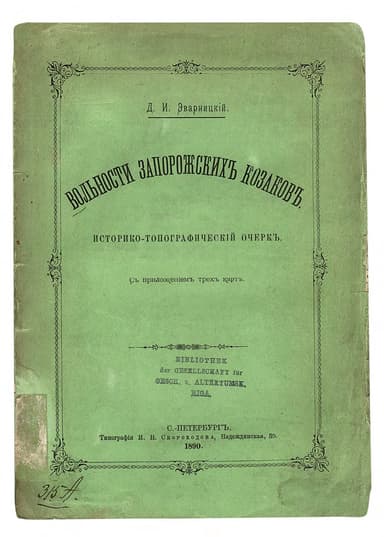 Д. И. Эварницкій.
ВОЛЬНОСТИ ЗАПОРОЖСКИХЪ КОЗАКОВЪ.
ИСТОРИКО-ТОПОГРАФИЧЕСКІЙ ОЧЕРКЪ.
Съ приложеніемъ трехъ картъ.
BIBLIOTHEK
der GESELLSCHAFT für
GESCH. u. ALTERTUMSK.
RIGA.
С.-ПЕТЕРБУРГЪ.
Типографія И. Н. Скороходова, Надеждинская, 39.
1890.
315 A.